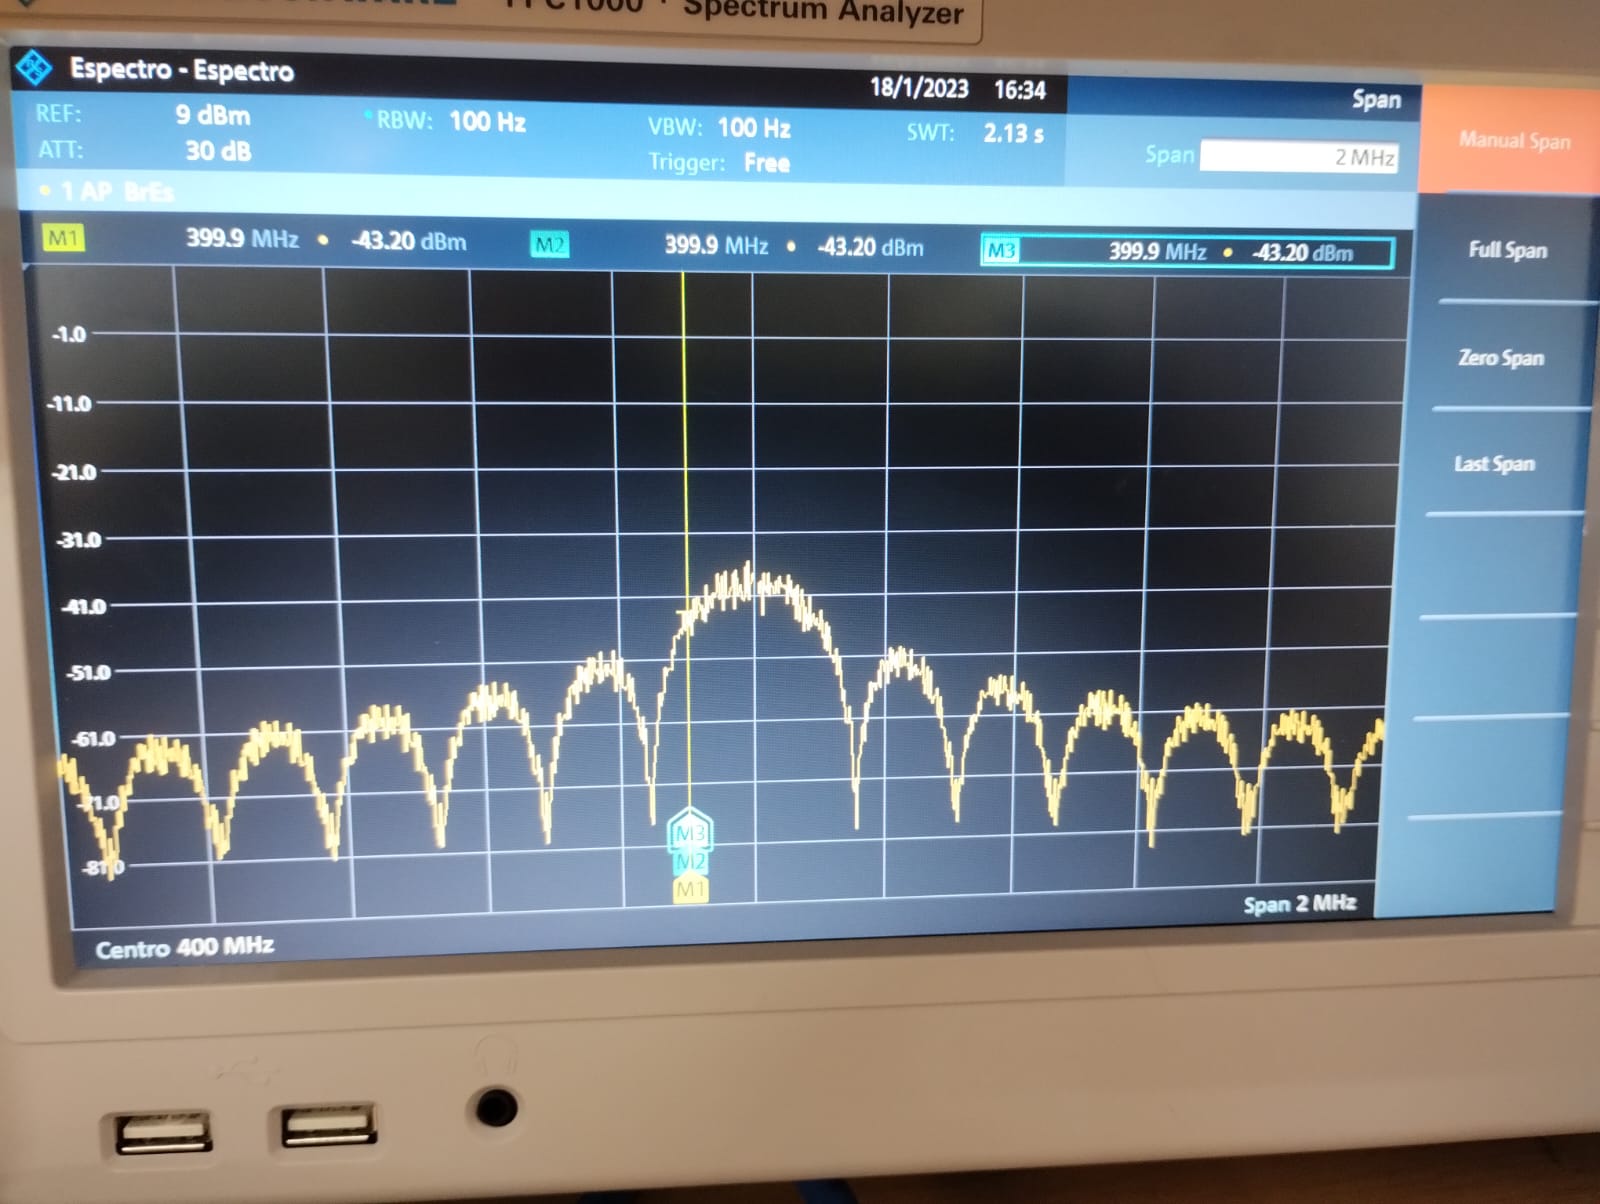 Spectrum Analyzer
Espectro - Espectro 18/1/2023 16:34
Span
REF: 9 dBm RBW: 100 Hz VBW: 100 Hz SWT: 2.13 s
ATT: 30 dB Trigger: Free
Span 2 MHz
Manual Span
1 AP BrEs
M1 399.9 MHz • -43.20 dBm M2 399.9 MHz • -43.20 dBm M3 399.9 MHz • -43.20 dBm
Full Span
Zero Span
Last Span
-1.0
-11.0
-21.0
-31.0
-41.0
-51.0
-61.0
-71.0
-81.0
M3
M2
M1
Centro 400 MHz Span 2 MHz